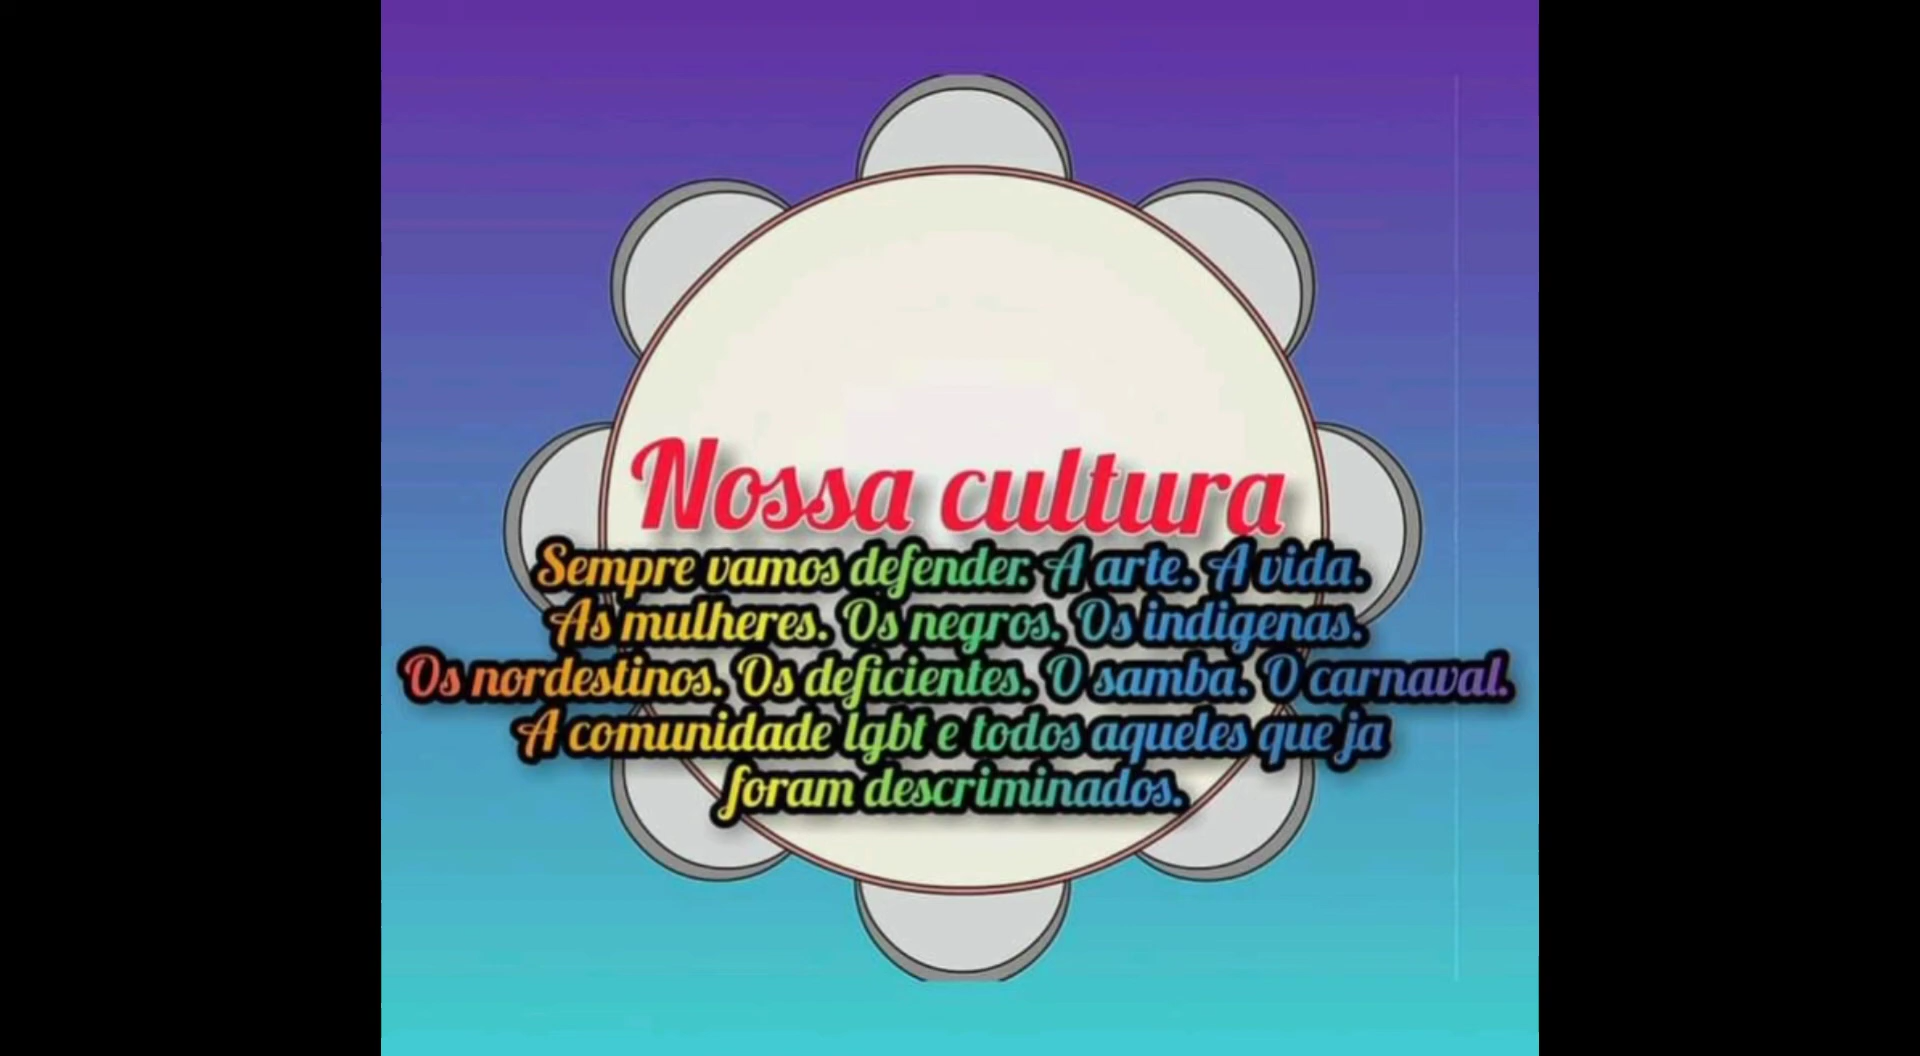 Nossa cultura
Sempre vamos defender. A arte. A vida.
As mulheres. Os negros. Os indigenas.
Os nordestinos. Os deficientes. O samba. O carnaval.
A comunidade lgbt e todos aqueles que ja
foram descriminados.